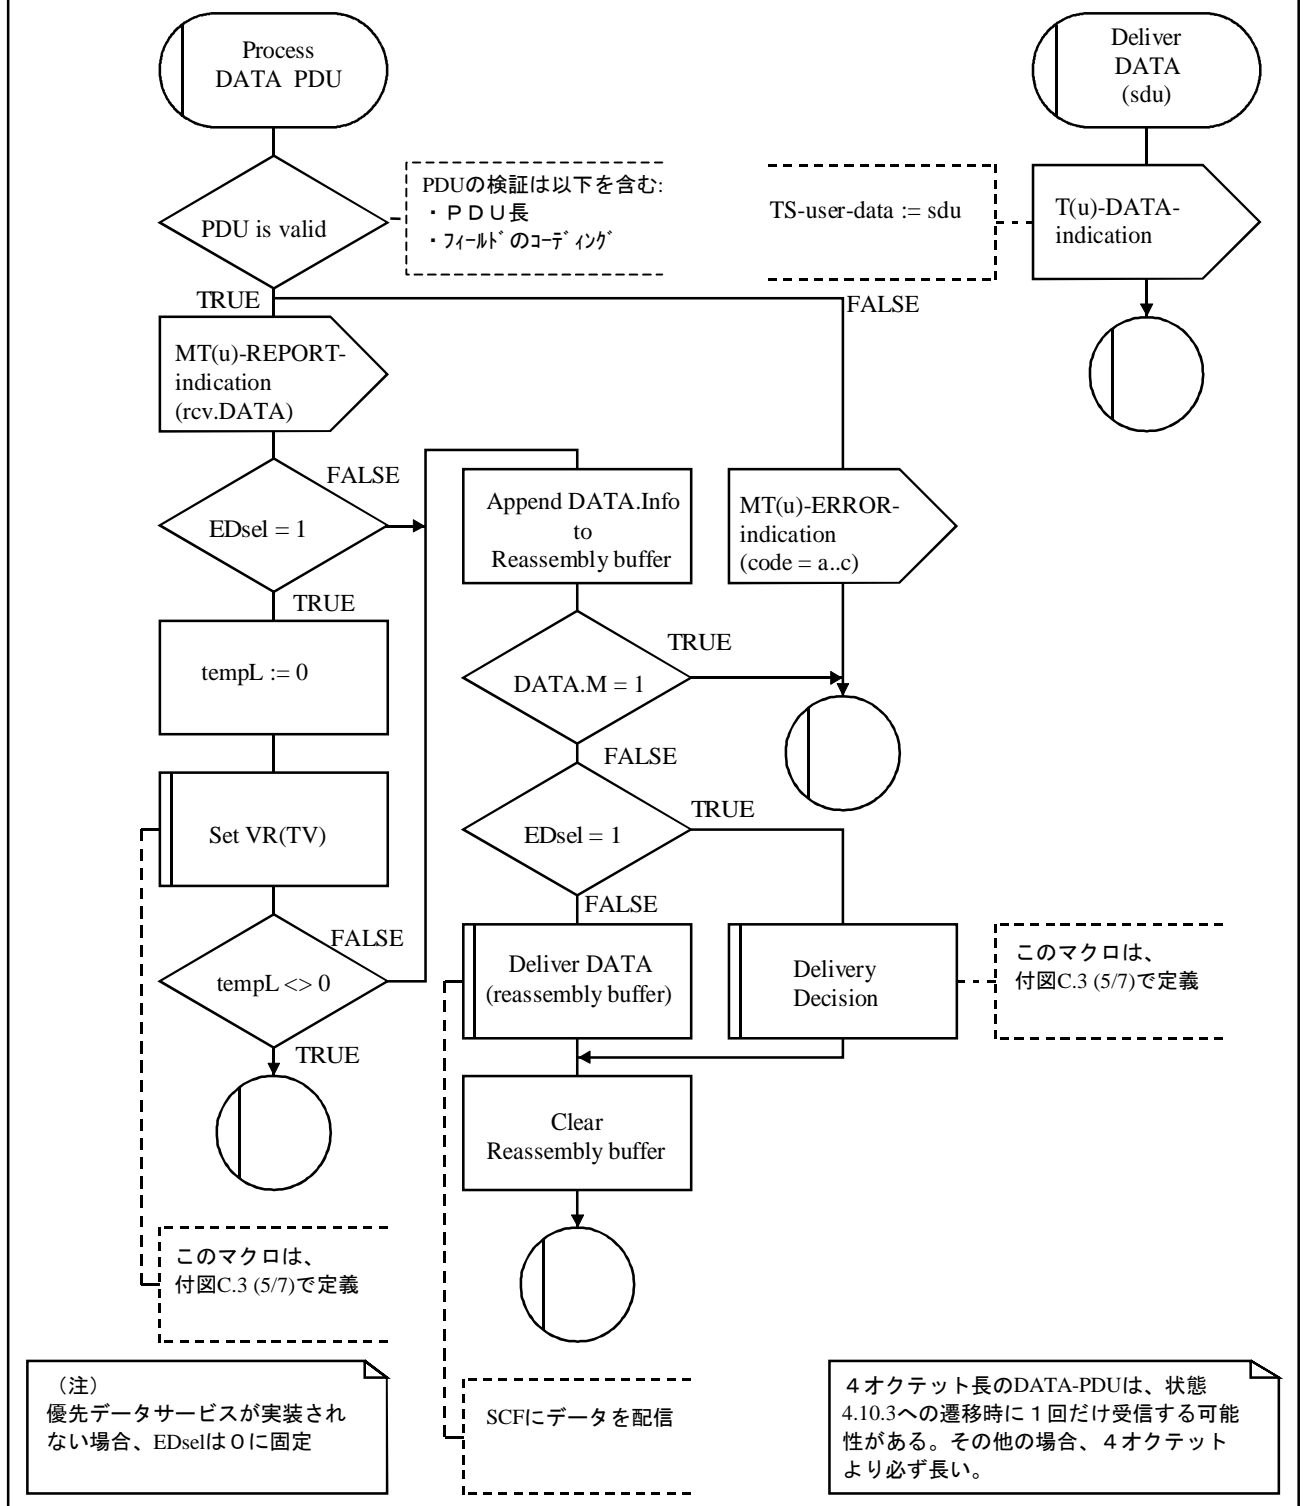 Process
DATA PDU
Deliver
DATA
(sdu)
PDU is valid
PDUの検証は以下を含む:
・ＰＤＵ長
・ﾌｨｰﾙﾄﾞのｺｰﾃﾞｨﾝｸﾞ
TS-user-data := sdu
T(u)-DATA-
indication
TRUE
FALSE
MT(u)-REPORT-
indication
(rcv.DATA)
EDsel = 1
FALSE
TRUE
Append DATA.Info
to
Reassembly buffer
MT(u)-ERROR-
indication
(code = a..c)
tempL := 0
DATA.M = 1
TRUE
FALSE
Set VR(TV)
EDsel = 1
TRUE
FALSE
tempL <> 0
FALSE
TRUE
Deliver DATA
(reassembly buffer)
Delivery
Decision
このマクロは、
付図C.3 (5/7)で定義
Clear
Reassembly buffer
このマクロは、
付図C.3 (5/7)で定義
SCFにデータを配信
（注）
優先データサービスが実装され
ない場合、EDselは０に固定
４オクテット長のDATA-PDUは、状態
4.10.3への遷移時に１回だけ受信する可能
性がある。その他の場合、４オクテット
より必ず長い。